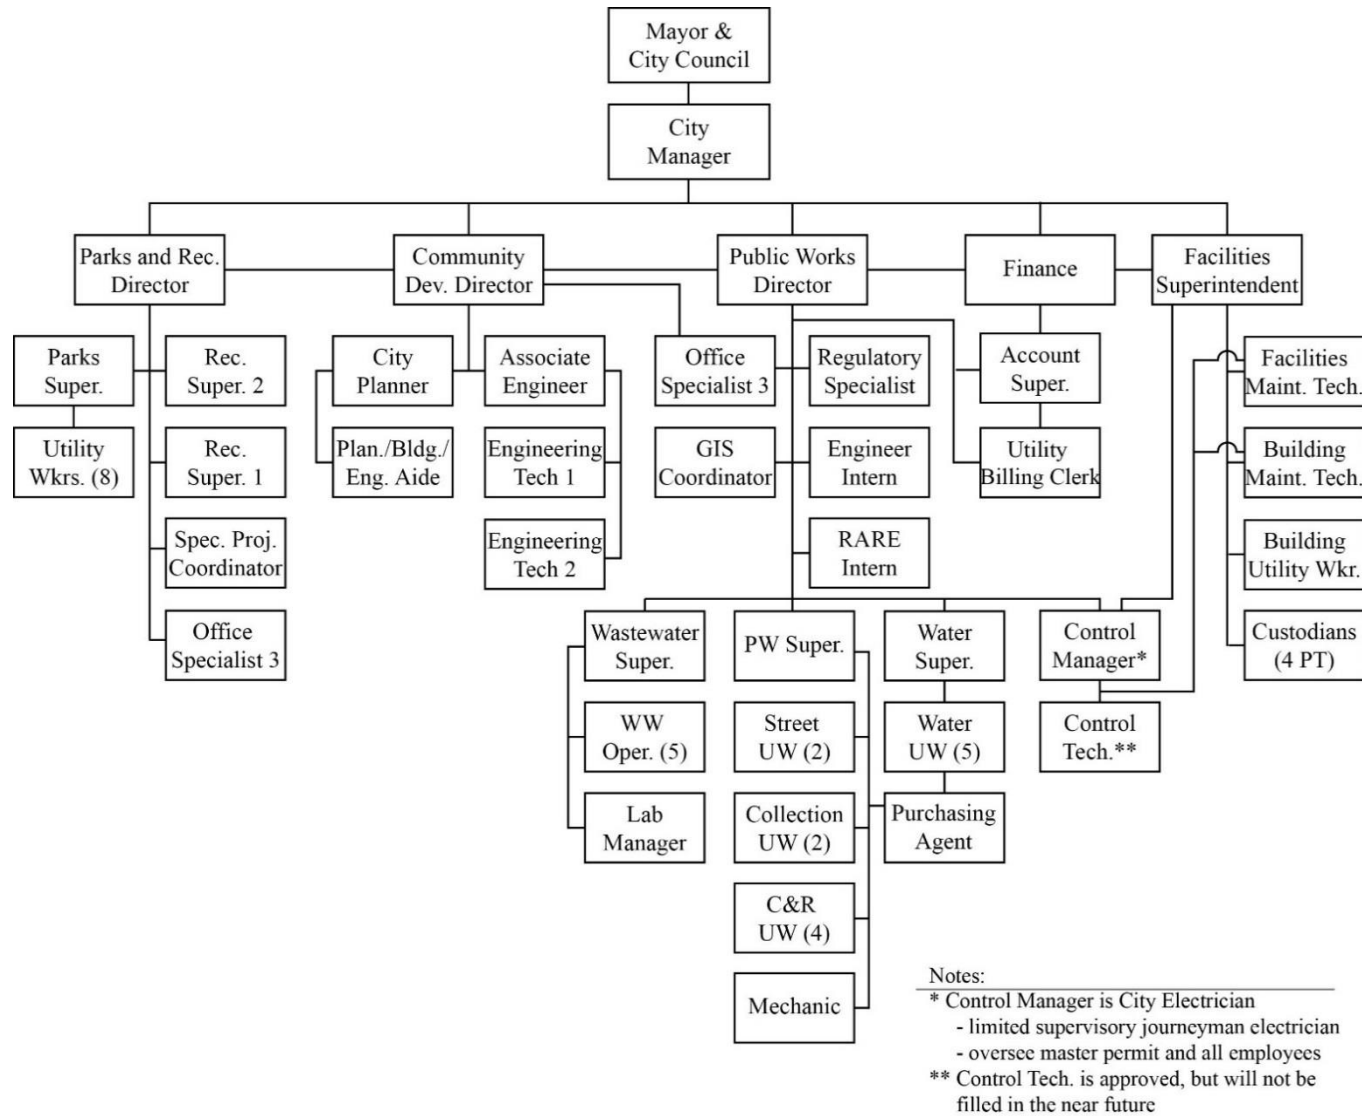 Mayor &
City Council
City
Manager
Parks and Rec.
Director
Community
Dev. Director
Public Works
Director
Finance
Facilities
Superintendent
Parks
Super.
Rec.
Super. 2
City
Planner
Associate
Engineer
Office
Specialist 3
Regulatory
Specialist
Account
Super.
Facilities
Maint. Tech.
Utility
Wkrs. (8)
Rec.
Super. 1
Plan./Bldg./
Eng. Aide
Engineering
Tech 1
GIS
Coordinator
Engineer
Intern
Utility
Billing Clerk
Building
Maint. Tech.
Spec. Proj.
Coordinator
Engineering
Tech 2
RARE
Intern
Building
Utility Wkr.
Office
Specialist 3
Wastewater
Super.
PW Super.
Water
Super.
Control
Manager*
Custodians
(4 PT)
WW
Oper. (5)
Street
UW (2)
Water
UW (5)
Control
Tech.**
Lab
Manager
Collection
UW (2)
Purchasing
Agent
C&R
UW (4)
Mechanic
Notes:
* Control Manager is City Electrician
- limited supervisory journeyman electrician
- oversee master permit and all employees
** Control Tech. is approved, but will not be
filled in the near future